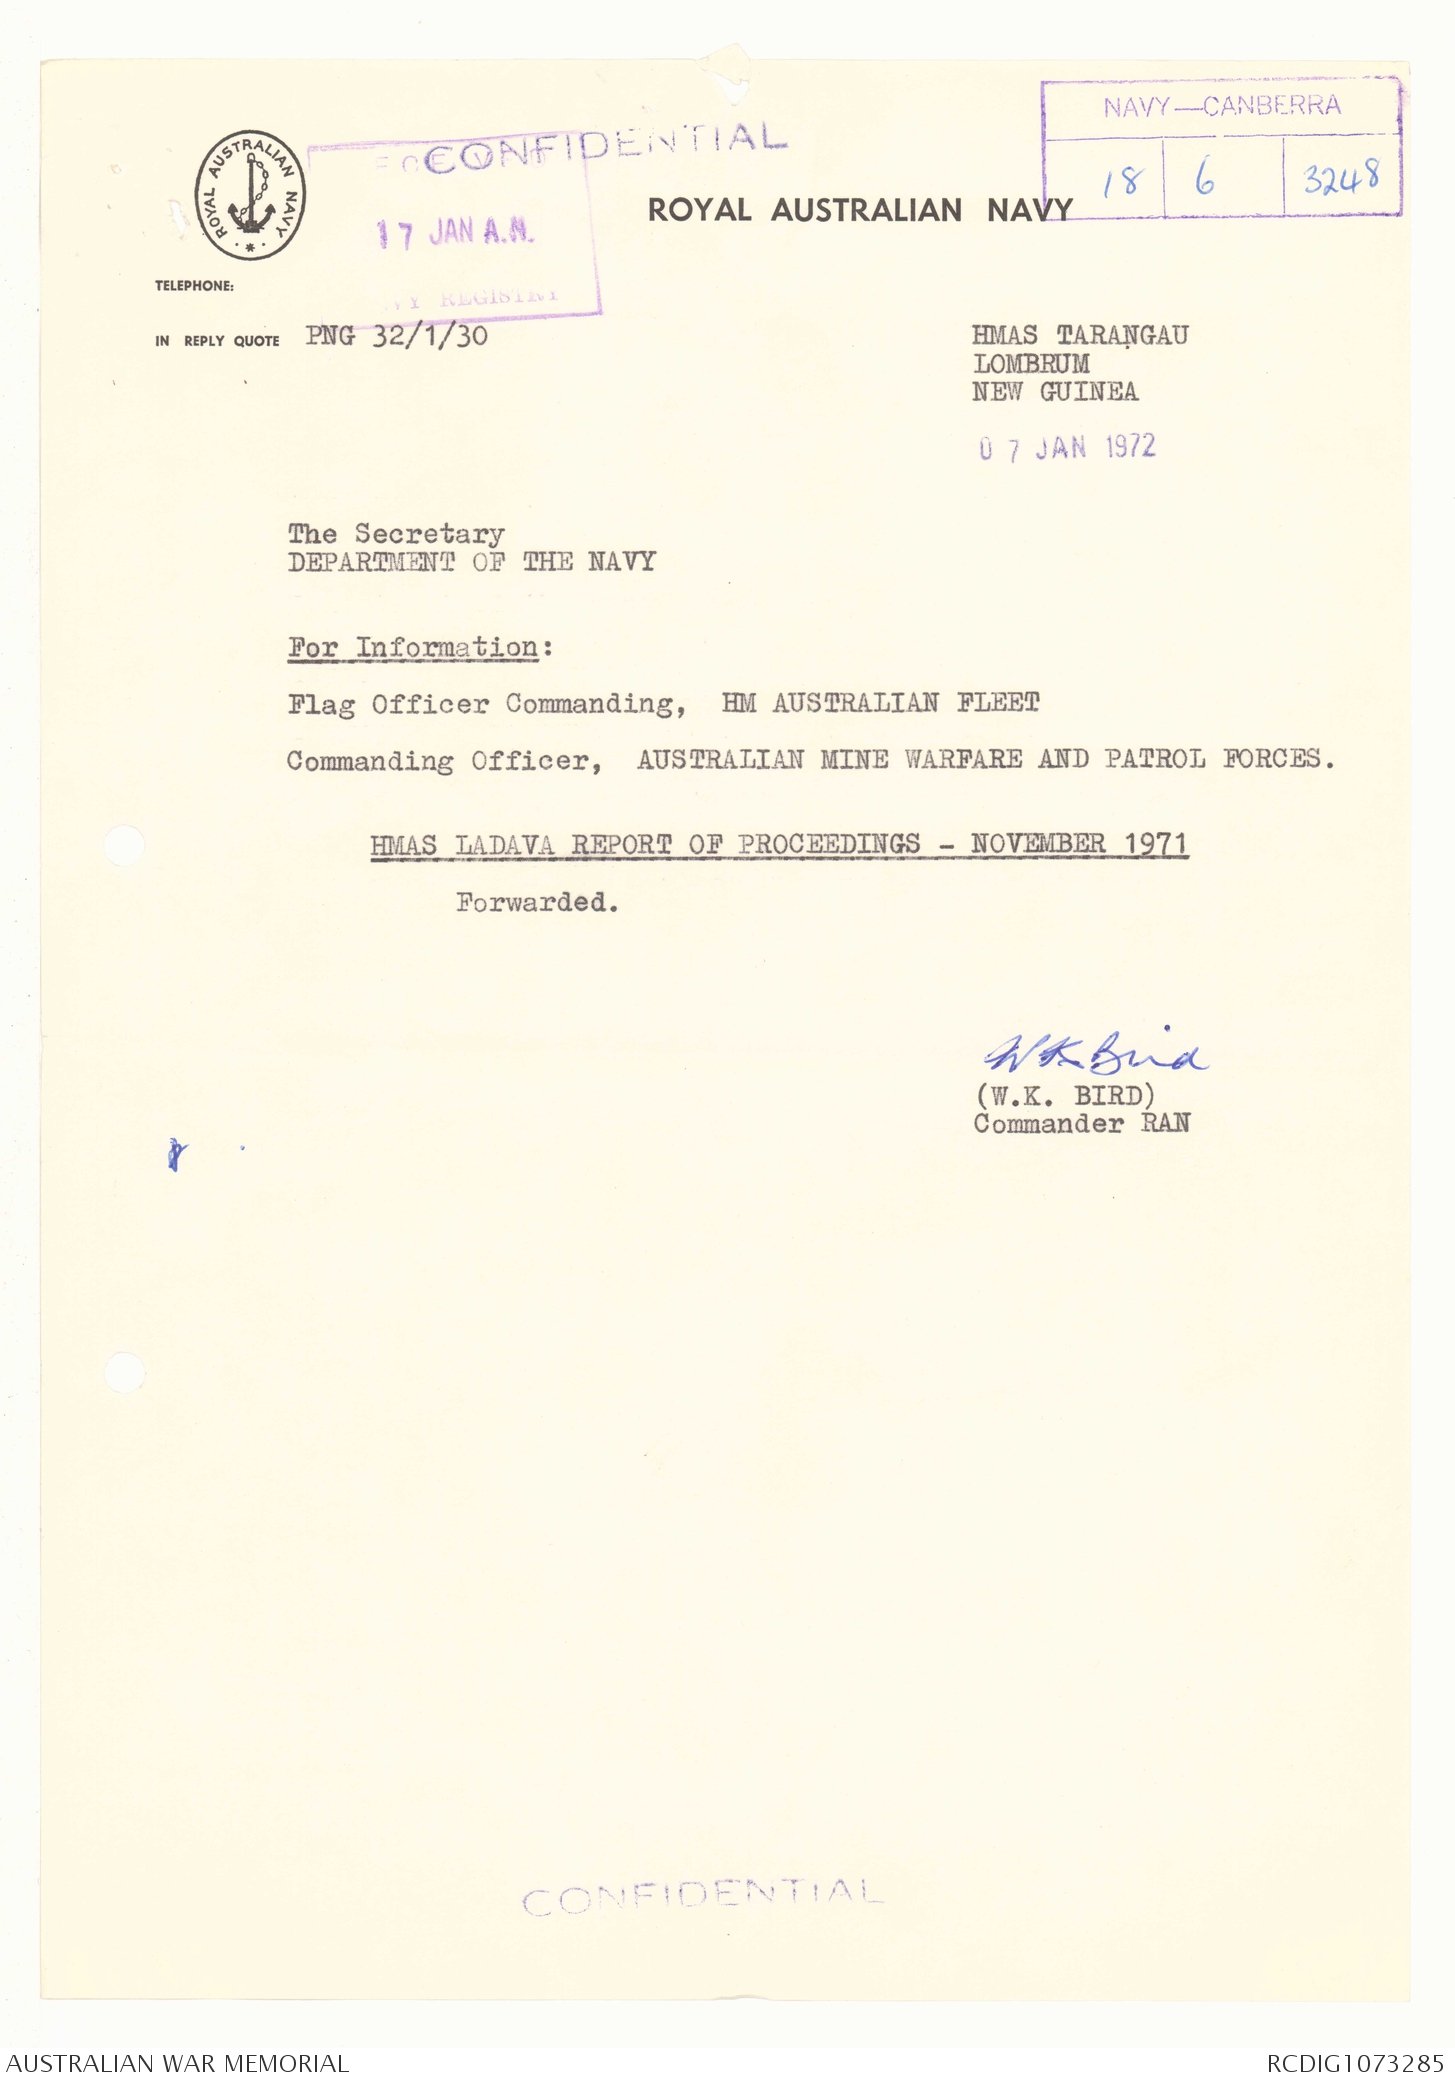 NAVY—CANBERRA
18 6 3248
CONFIDENTIAL
ROYAL AUSTRALIAN NAVY
17 JAN A.M.
REGISTRY
ROYAL AUSTRALIAN NAVY
TELEPHONE:
IN REPLY QUOTE PNG 32/1/30
HMAS TARANGAU
LOMBRUM
NEW GUINEA
07 JAN 1972
The Secretary
DEPARTMENT OF THE NAVY
For Information:
Flag Officer Commanding, HM AUSTRALIAN FLEET
Commanding Officer, AUSTRALIAN MINE WARFARE AND PATROL FORCES.
HMAS LADAVA REPORT OF PROCEEDINGS - NOVEMBER 1971
Forwarded.
WK Bird
(W.K. BIRD)
Commander RAN
CONFIDENTIAL
AUSTRALIAN WAR MEMORIAL
RCDIG1073285